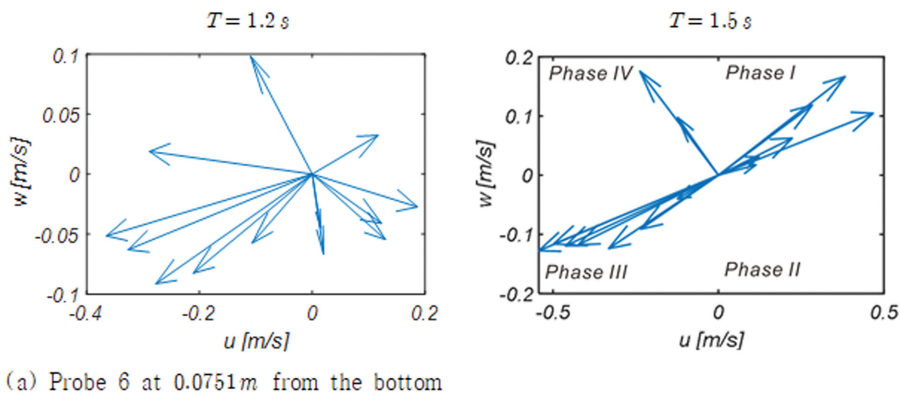 T = 1.2 s
T = 1.5 s
0.1
0.05
0
-0.05
-0.1
w [m/s]
-0.4
-0.2
0
0.2
u [m/s]
0.2
0.1
0
-0.1
-0.2
w [m/s]
Phase IV
Phase I
Phase III
Phase II
-0.5
0
0.5
u [m/s]
(a) Probe 6 at 0.0751m from the bottom